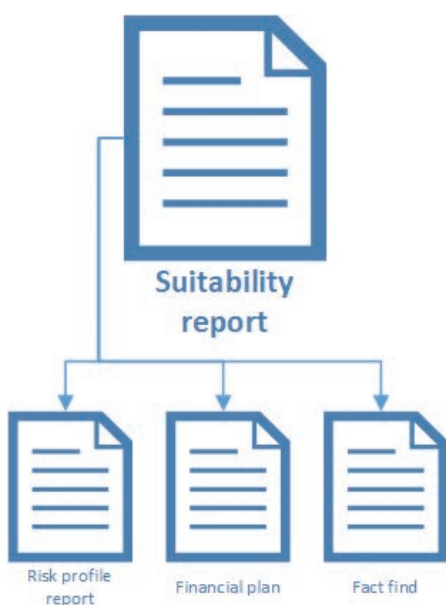 Suitability
report
Risk profile
report
Financial plan
Fact find